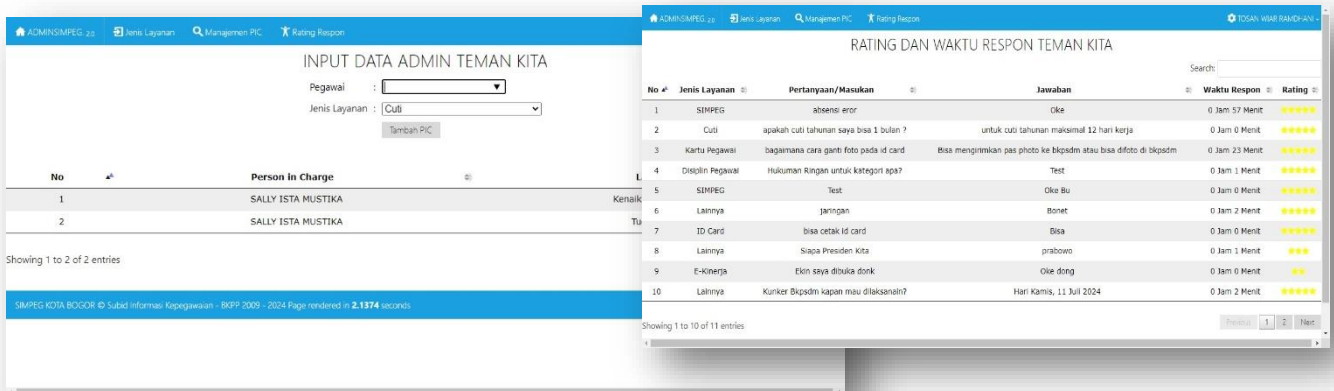 ADMINSIMPEG. 2.0 Jenis Layanan Manajemen PIC Rating Respon
INPUT DATA ADMIN TEMAN KITA
Pegawai :
Jenis Layanan : Cuti
Tambah PIC
No Person in Charge
1 SALLY ISTA MUSTIKA
2 SALLY ISTA MUSTIKA
Showing 1 to 2 of 2 entries
SIMPEG KOTA BOGOR © Subid Informasi Kepegawaian - BKPP 2009 - 2024 Page rendered in 2.1374 seconds
ADMINSIMPEG. 2.0 Jenis Layanan Manajemen PIC Rating Respon TOSAN WIAR RAMDHANI
RATING DAN WAKTU RESPON TEMAN KITA
Search:
No Jenis Layanan Pertanyaan/Masukan Jawaban Waktu Respon Rating
1 SIMPEG absensi eror Oke 0 Jam 57 Menit
2 Cuti apakah cuti tahunan saya bisa 1 bulan ? untuk cuti tahunan maksimal 12 hari kerja 0 Jam 0 Menit
3 Kartu Pegawai bagaimana cara ganti foto pada id card Bisa mengirimkan pas photo ke bkpsdm atau bisa difoto di bkpsdm 0 Jam 23 Menit
4 Disiplin Pegawai Hukuman Ringan untuk kategori apa? Test 0 Jam 1 Menit
5 SIMPEG Test Oke Bu 0 Jam 0 Menit
6 Lainnya jaringan Bonet 0 Jam 2 Menit
7 ID Card bisa cetak id card Bisa 0 Jam 0 Menit
8 Lainnya Siapa Presiden Kita prabowo 0 Jam 1 Menit
9 E-Kinerja Ekin saya dibuka donk Oke dong 0 Jam 0 Menit
10 Lainnya Kunker Bkpsdm kapan mau dilaksanain? Hari Kamis, 11 Juli 2024 0 Jam 2 Menit
Showing 1 to 10 of 11 entries
Previous 1 2 Next